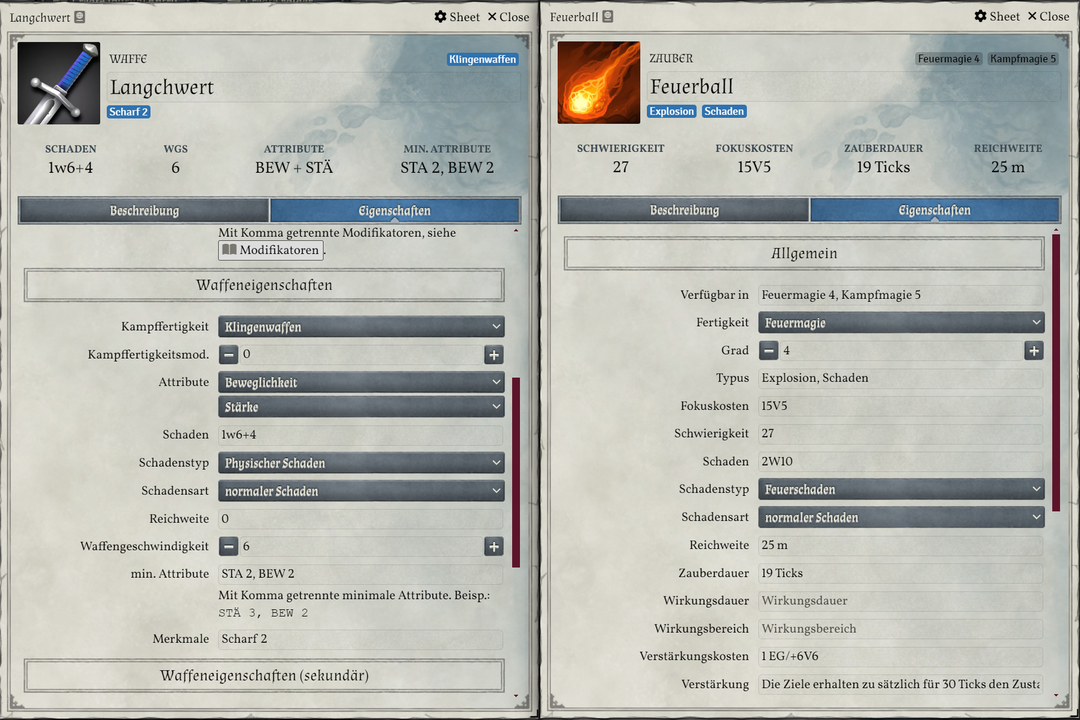 Langchwert
Sheet
Close
WAFFE
Klingenwaffen
Langchwert
Scharf 2
SCHADEN
WGS
ATTRIBUTE
MIN. ATTRIBUTE
1w6+4
6
BEW + STÄ
STA 2, BEW 2
Beschreibung
Eigenschaften
Mit Komma getrennte Modifikatoren, siehe
Modifikatoren.
Waffeneigenschaften
Kampffertigkeit Klingenwaffen
Kampffertigkeitsmod. − 0 +
Attribute Beweglichkeit
Stärke
Schaden 1w6+4
Schadenstyp Physischer Schaden
Schadensart normaler Schaden
Reichweite 0
Waffengeschwindigkeit − 6 +
min. Attribute STA 2, BEW 2
Mit Komma getrennte minimale Attribute. Beisp.:
STÄ 3, BEW 2
Merkmale Scharf 2
Waffeneigenschaften (sekundär)
Feuerball
Sheet
Close
ZAUBER
Feuermagie 4
Kampfmagie 5
Feuerball
Explosion
Schaden
SCHWIERIGKEIT
FOKUSKOSTEN
ZAUBERDAUER
REICHWEITE
27
15V5
19 Ticks
25 m
Beschreibung
Eigenschaften
Allgemein
Verfügbar in Feuermagie 4, Kampfmagie 5
Fertigkeit Feuermagie
Grad − 4 +
Typus Explosion, Schaden
Fokuskosten 15V5
Schwierigkeit 27
Schaden 2W10
Schadenstyp Feuerschaden
Schadensart normaler Schaden
Reichweite 25 m
Zauberdauer 19 Ticks
Wirkungsdauer Wirkungsdauer
Wirkungsbereich Wirkungsbereich
Verstärkungskosten 1 EG/+6V6
Verstärkung Die Ziele erhalten zu sätzlich für 30 Ticks den Zusta